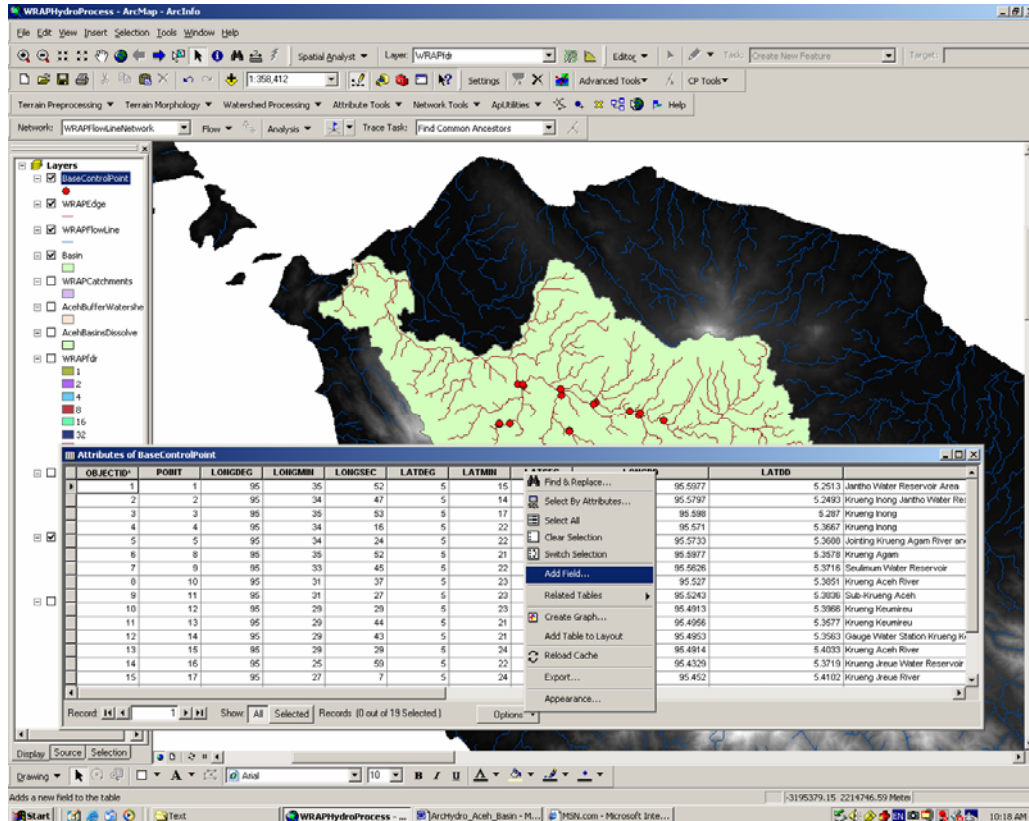 WRAPHydroProcess - ArcMap - ArcInfo
File Edit View Insert Selection Tools Window Help
Spatial Analyst Layer: WRAPfdr Editor Task: Create New Feature Target:
1:358,412 Settings Advanced Tools CP Tools
Terrain Preprocessing Terrain Morphology Watershed Processing Attribute Tools Network Tools ApUtilities Help
Network: WRAPFlowLineNetwork Flow Analysis Trace Task: Find Common Ancestors
Layers
BaseControlPoint
WRAPEdge
WRAPFlowLine
Basin
WRAPCatchments
AcehBufferWatershe
AcehBasinsDissolve
WRAPfdr
1
2
4
8
16
32
Attributes of BaseControlPoint
OBJECTID* POINT LONGDEG LONGMIN LONGSEC LATDEG LATMIN LATDD
1 1 95 35 52 5 15 95.5977 5.2513 Jantho Water Reservoir Area
2 2 95 34 47 5 14 95.5797 5.2493 Krueng Inong Jantho Water Res
3 3 95 35 53 5 17 95.598 5.287 Krueng Inong
4 4 95 34 16 5 22 95.571 5.3667 Krueng Inong
5 5 95 34 24 5 22 95.5733 Jointing Krueng Agam River an
6 8 95 35 52 5 21 95.5977 5.3578 Krueng Agam
7 9 95 33 45 5 22 95.5626 5.3716 Seulimum Water Reservoir
8 10 95 31 37 5 23 95.527 5.3851 Krueng Aceh River
9 11 95 31 27 5 23 95.5243 5.3836 Sub-Krueng Aceh
10 12 95 29 29 5 23 95.4913 5.3966 Krueng Keumireu
11 13 95 29 44 5 21 95.4956 5.3577 Krueng Keumireu
12 14 95 29 43 5 21 95.4953 5.3563 Gauge Water Station Krueng K
13 15 95 29 29 5 24 95.4914 5.4033 Krueng Aceh River
14 16 95 25 59 5 22 95.4329 5.3719 Krueng Jreue Water Reservoir
15 17 95 27 7 5 24 95.452 5.4102 Krueng Jreue River
Find & Replace...
Select By Attributes...
Select All
Clear Selection
Switch Selection
Add Field...
Related Tables
Create Graph...
Add Table to Layout
Reload Cache
Export...
Appearance...
Record: 1 Show: All Selected Records (0 out of 19 Selected.) Options
Display Source Selection
Drawing Arial 10 B I U A
Adds a new field to the table -3195379.15 2214746.59 Meters
Start Text WRAPHydroProcess - ... ArcHydro_Aceh_Basin - M... MSN.com - Microsoft Inte... EN 10:18 AM